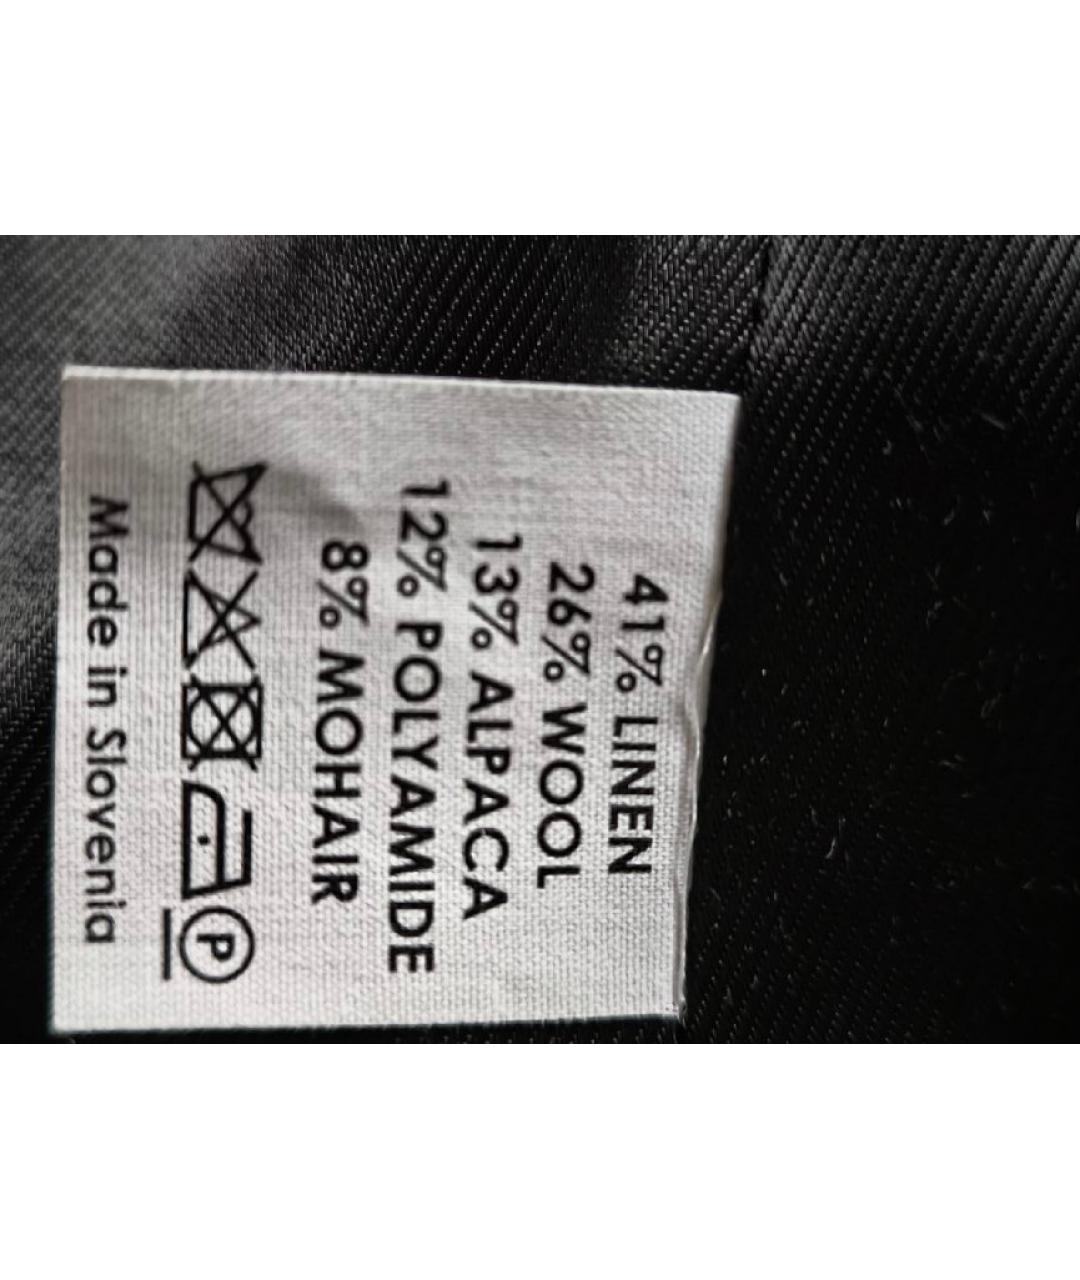 41% LINEN
26% WOOL
13% ALPACA
12% POLYAMIDE
8% MOHAIR
P
Made in Slovenia